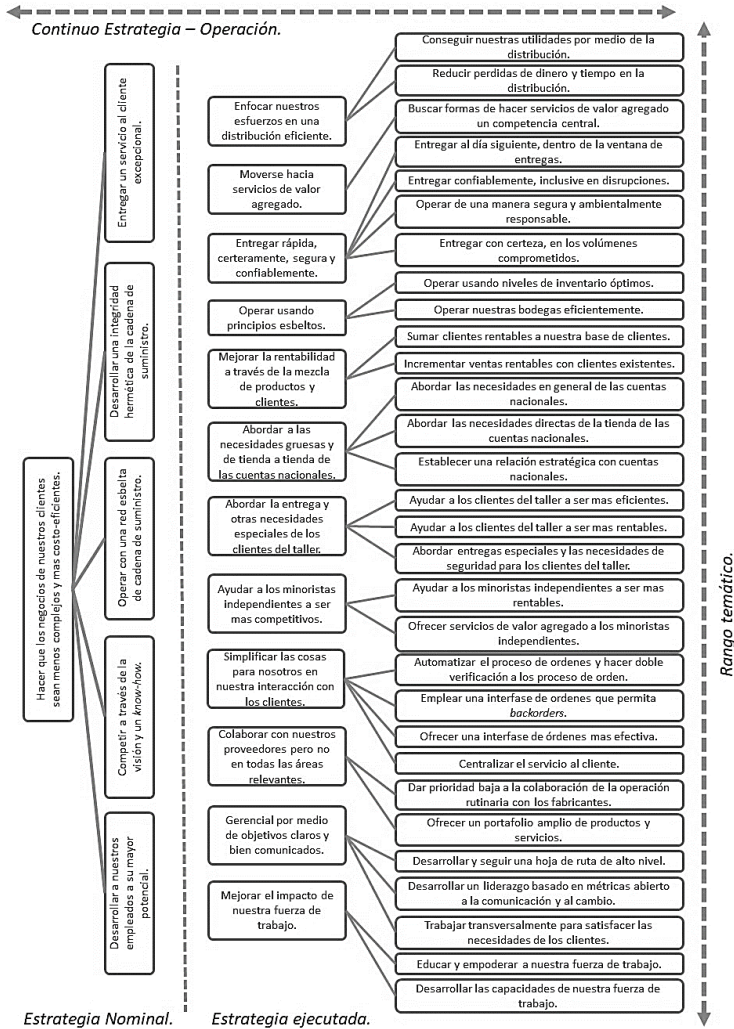 Continuo Estrategia – Operación.
Hacer que los negocios de nuestros clientes
sean menos complejos y mas costo-eficientes.
Entregar un servicio al cliente
excepcional.
Desarrollar una integridad
hermética de la cadena de
suministro.
Operar con una red esbelta
de cadena de suministro.
Competir a través de la
visión y un know-how.
Desarrollar a nuestros
empleados a su mayor
potencial.
Enfocar nuestros
esfuerzos en una
distribución eficiente.
Moverse hacia
servicios de valor
agregado.
Entregar rápida,
certeramente, segura y
confiablemente.
Operar usando
principios esbeltos.
Mejorar la rentabilidad
a través de la mezcla
de productos y
clientes.
Abordar a las
necesidades gruesas y
de tienda a tienda de
las cuentas nacionales.
Abordar la entrega y
otras necesidades
especiales de los
clientes del taller.
Ayudar a los minoristas
independientes a ser
mas competitivos.
Simplificar las cosas
para nosotros en
nuestra interacción con
los clientes.
Colaborar con nuestros
proveedores pero no
en todas las áreas
relevantes.
Gerencial por medio
de objetivos claros y
bien comunicados.
Mejorar el impacto de
nuestra fuerza de
trabajo.
Conseguir nuestras utilidades por medio de la
distribución.
Reducir perdidas de dinero y tiempo en la
distribución.
Buscar formas de hacer servicios de valor agregado
un competencia central.
Entregar al día siguiente, dentro de la ventana de
entregas.
Entregar confiablemente, inclusive en disrupciones.
Operar de una manera segura y ambientalmente
responsable.
Entregar con certeza, en los volúmenes
comprometidos.
Operar usando niveles de inventario óptimos.
Operar nuestras bodegas eficientemente.
Sumar clientes rentables a nuestra base de clientes.
Incrementar ventas rentables con clientes existentes.
Abordar las necesidades en general de las cuentas
nacionales.
Abordar las necesidades directas de la tienda de las
cuentas nacionales.
Establecer una relación estratégica con cuentas
nacionales.
Ayudar a los clientes del taller a ser mas eficientes.
Ayudar a los clientes del taller a ser mas rentables.
Abordar entregas especiales y las necesidades de
seguridad para los clientes del taller.
Ayudar a los minoristas independientes a ser mas
rentables.
Ofrecer servicios de valor agregado a los minoristas
independientes.
Automatizar el proceso de ordenes y hacer doble
verificación a los proceso de orden.
Emplear una interfase de ordenes que permita
backorders.
Ofrecer una interfase de órdenes mas efectiva.
Centralizar el servicio al cliente.
Dar prioridad baja a la colaboración de la operación
rutinaria con los fabricantes.
Ofrecer un portafolio amplio de productos y
servicios.
Desarrollar y seguir una hoja de ruta de alto nivel.
Desarrollar un liderazgo basado en métricas abierto
a la comunicación y al cambio.
Trabajar transversalmente para satisfacer las
necesidades de los clientes.
Educar y empoderar a nuestra fuerza de trabajo.
Desarrollar las capacidades de nuestra fuerza de
trabajo.
Rango temático.
Estrategia Nominal.
Estrategia ejecutada.